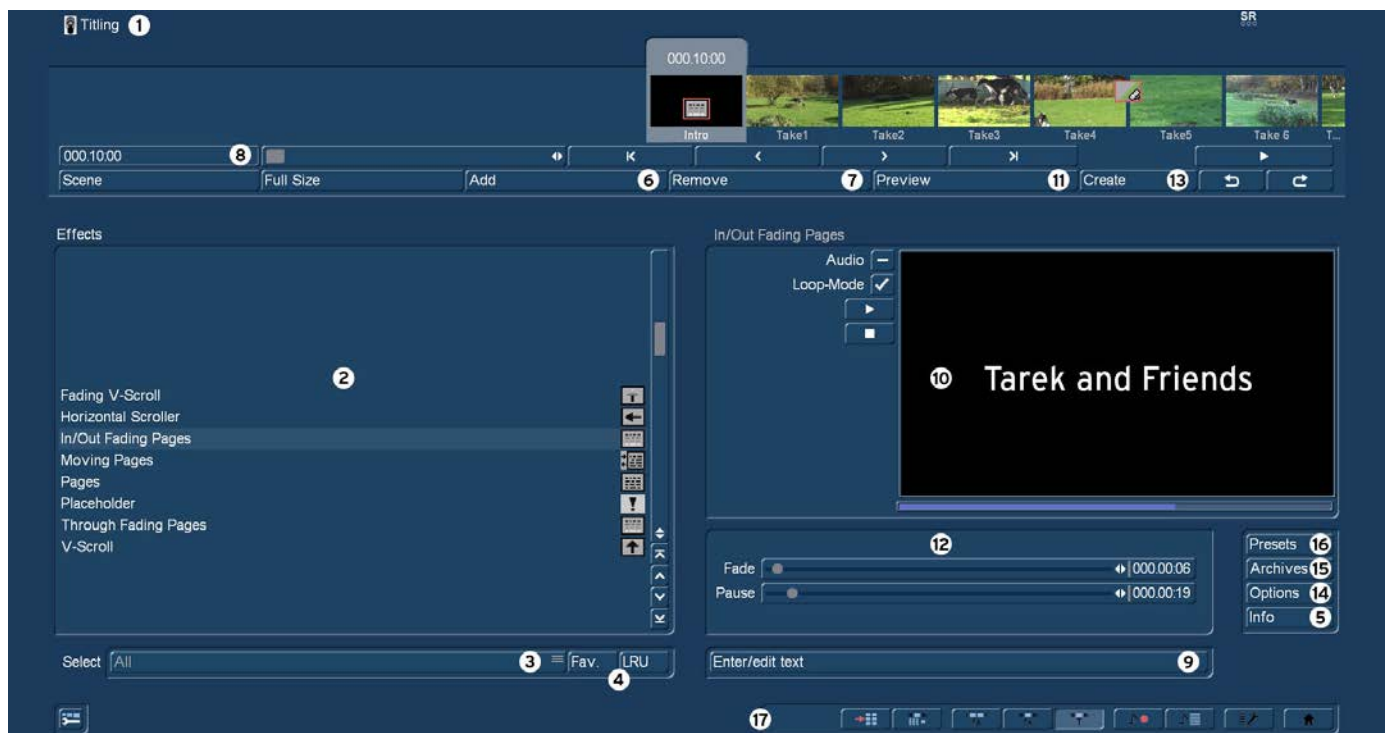 Titling 1
SR
000.10:00
Intro Take1 Take2 Take3 Take4 Take5 Take 6 T...
000.10:00 8
Scene Full Size Add 6 Remove 7 Preview 11 Create 13
Effects
2
Fading V-Scroll
Horizontal Scroller
In/Out Fading Pages
Moving Pages
Pages
Placeholder
Through Fading Pages
V-Scroll
Select All 3 Fav. LRU
4
In/Out Fading Pages
Audio
Loop-Mode
10 Tarek and Friends
12
Fade 000.00:06
Pause 000.00:19
Presets 16
Archives 15
Options 14
Info 5
Enter/edit text 9
17